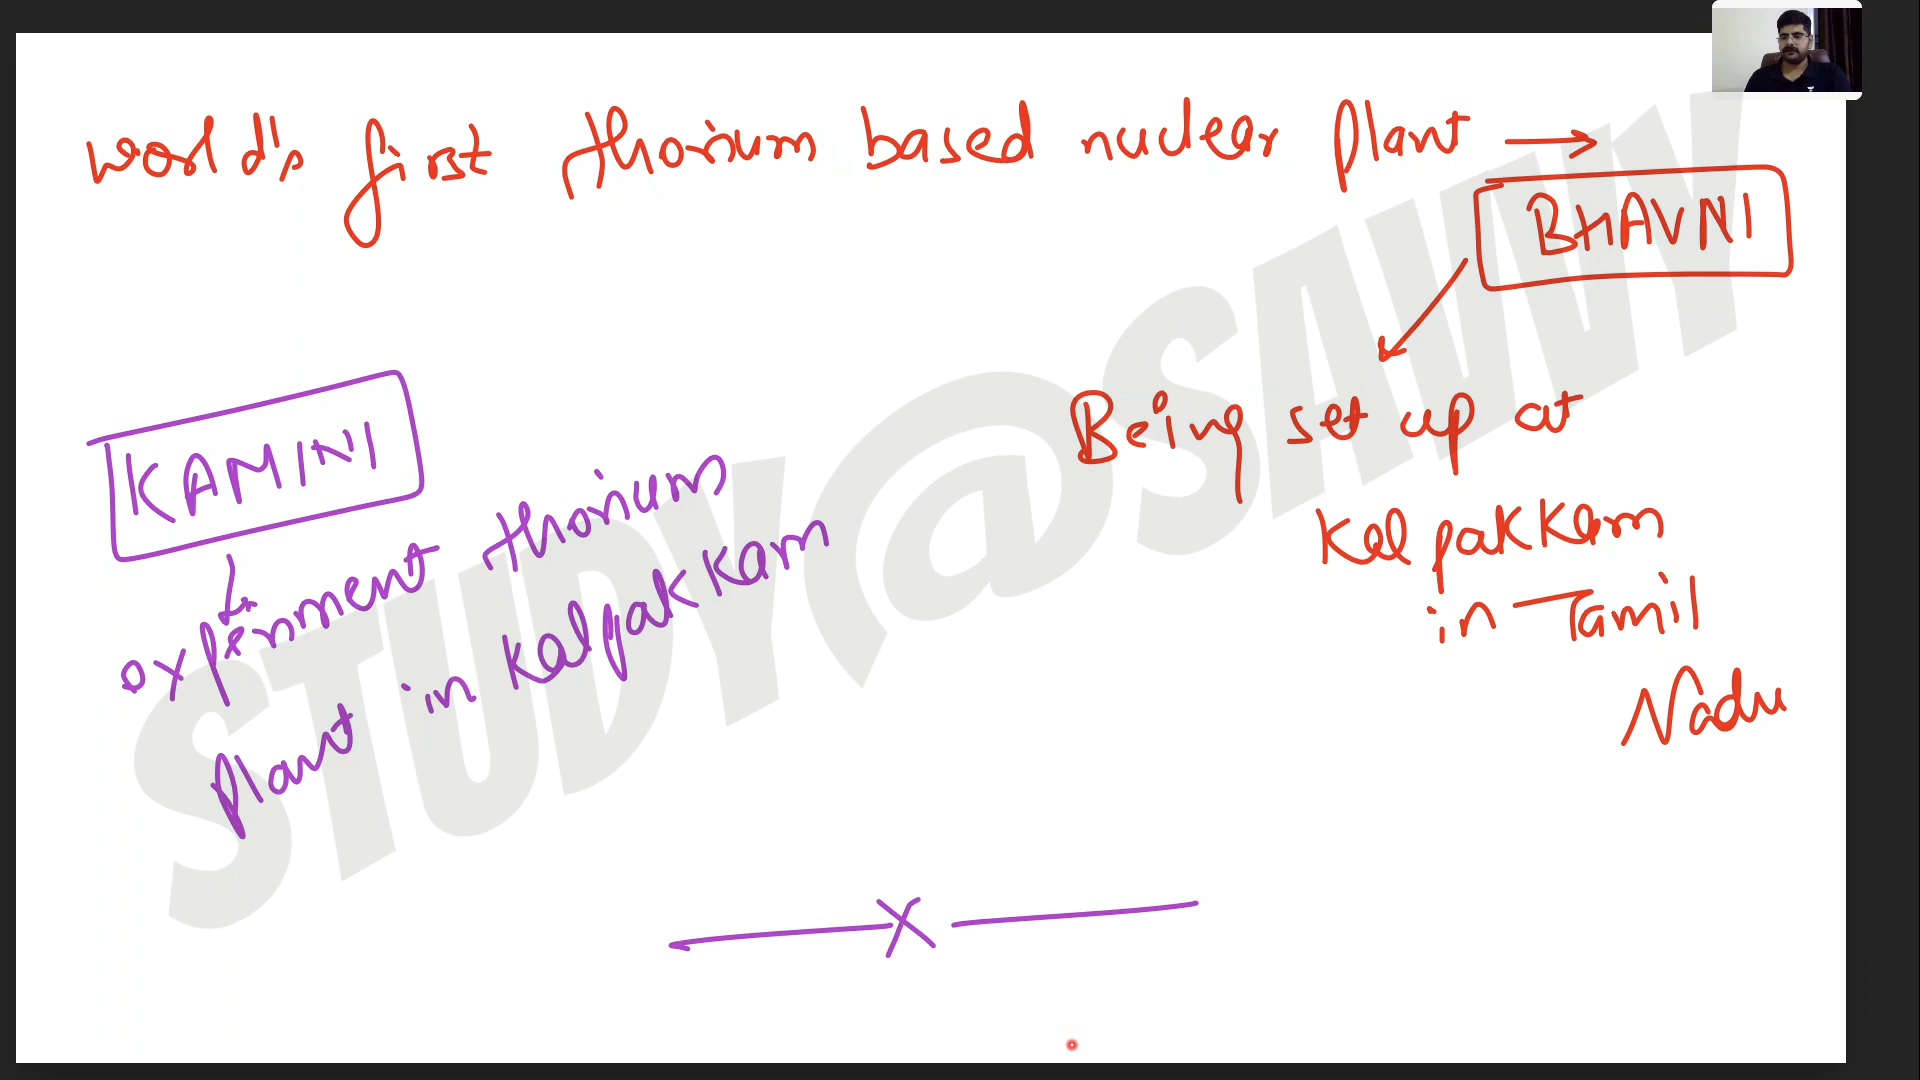 world's first thorium based nuclear plant →
BHAVNI
Being set up at
Kalpakkam
in Tamil
Nadu
KAMINI
experiment thorium
plant in Kalpakkam
STUDY@SAVVY